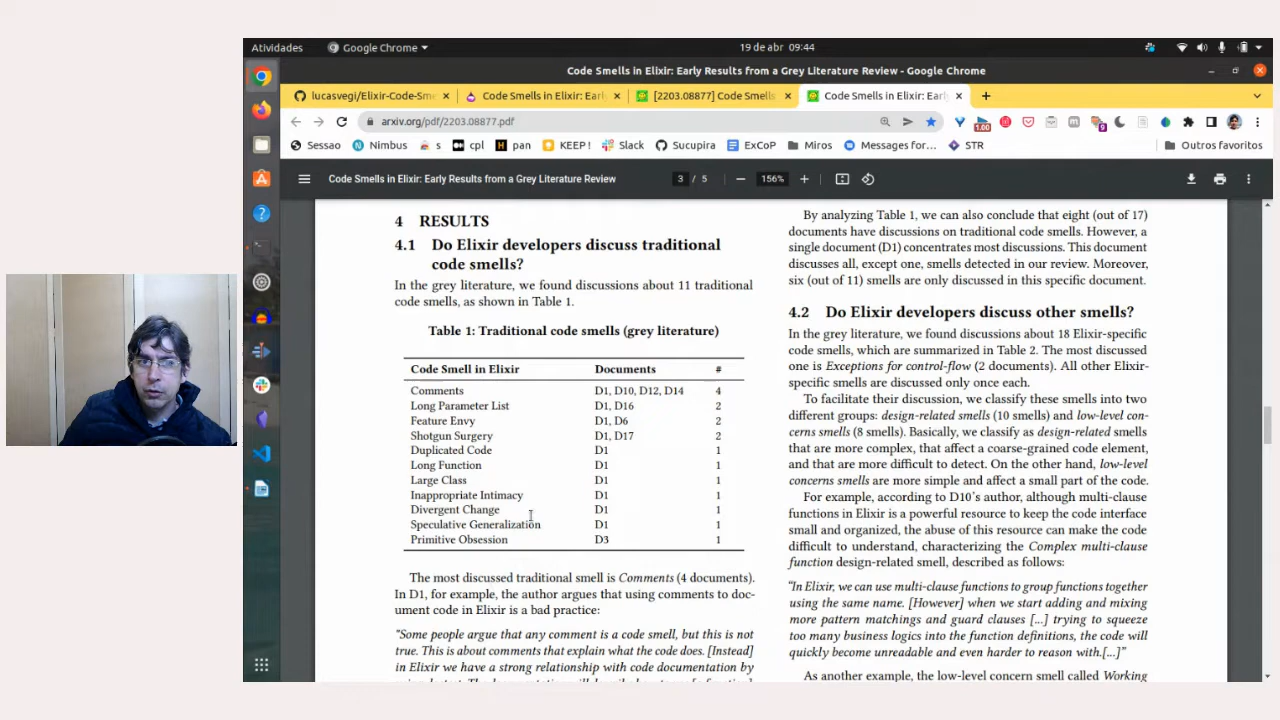 Atividades
Google Chrome
19 de abr 09:44
Code Smells in Elixir: Early Results from a Grey Literature Review - Google Chrome
lucasvegi/Elixir-Code-Sme
Code Smells in Elixir: Earl
[2203.08877] Code Smells
Code Smells in Elixir: Earl
arxiv.org/pdf/2203.08877.pdf
1.00
9
Sessao
Nimbus
s
cpl
pan
KEEP!
Slack
Sucupira
ExCoP
Miros
Messages for...
STR
Outros favoritos
Code Smells in Elixir: Early Results from a Grey Literature Review
3 / 5
156%
4 RESULTS
4.1 Do Elixir developers discuss traditional
code smells?
In the grey literature, we found discussions about 11 traditional
code smells, as shown in Table 1.
Table 1: Traditional code smells (grey literature)
Code Smell in Elixir Documents #
Comments D1, D10, D12, D14 4
Long Parameter List D1, D16 2
Feature Envy D1, D6 2
Shotgun Surgery D1, D17 2
Duplicated Code D1 1
Long Function D1 1
Large Class D1 1
Inappropriate Intimacy D1 1
Divergent Change D1 1
Speculative Generalization D1 1
Primitive Obsession D3 1
The most discussed traditional smell is Comments (4 documents).
In D1, for example, the author argues that using comments to doc-
ument code in Elixir is a bad practice:
“Some people argue that any comment is a code smell, but this is not
true. This is about comments that explain what the code does. [Instead]
in Elixir we have a strong relationship with code documentation by
By analyzing Table 1, we can also conclude that eight (out of 17)
documents have discussions on traditional code smells. However, a
single document (D1) concentrates most discussions. This document
discusses all, except one, smells detected in our review. Moreover,
six (out of 11) smells are only discussed in this specific document.
4.2 Do Elixir developers discuss other smells?
In the grey literature, we found discussions about 18 Elixir-specific
code smells, which are summarized in Table 2. The most discussed
one is Exceptions for control-flow (2 documents). All other Elixir-
specific smells are discussed only once each.
To facilitate their discussion, we classify these smells into two
different groups: design-related smells (10 smells) and low-level con-
cerns smells (8 smells). Basically, we classify as design-related smells
that are more complex, that affect a coarse-grained code element,
and that are more difficult to detect. On the other hand, low-level
concerns smells are more simple and affect a small part of the code.
For example, according to D10's author, although multi-clause
functions in Elixir is a powerful resource to keep the code interface
small and organized, the abuse of this resource can make the code
difficult to understand, characterizing the Complex multi-clause
function design-related smell, described as follows:
“In Elixir, we can use multi-clause functions to group functions together
using the same name. [However] when we start adding and mixing
more pattern matchings and guard clauses [...] trying to squeeze
too many business logics into the function definitions, the code will
quickly become unreadable and even harder to reason with.[...]”
As another example, the low-level concern smell called Working